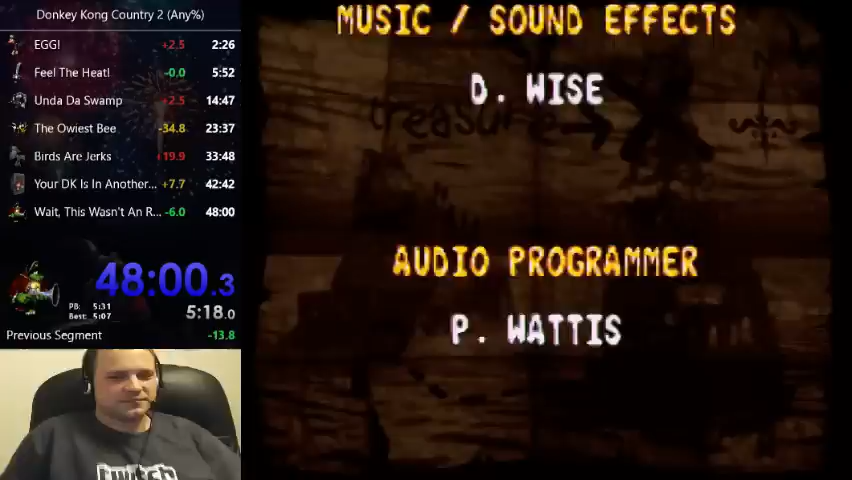 Donkey Kong Country 2 (Any%)
EGG! +2.5 2:26
Feel The Heat! -0.0 5:52
Unda Da Swamp +2.5 14:47
The Owiest Bee -34.8 23:37
Birds Are Jerks +19.9 33:48
Your DK Is In Another... +7.7 42:42
Wait, This Wasn't An R... -6.0 48:00
48:00.3
PB: 5:31
Best: 5:07
5:18.0
Previous Segment -13.8
MUSIC / SOUND EFFECTS
D. WISE
treasure
AUDIO PROGRAMMER
P. WATTIS
twitch